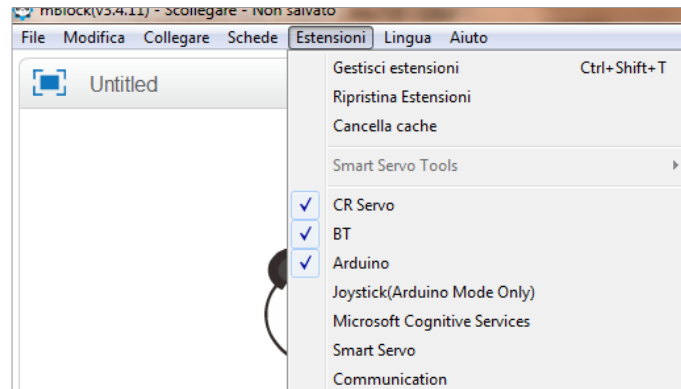 mBlock(v3.4.11) - Scollegare - Non salvato
File Modifica Collegare Schede Estensioni Lingua Aiuto
Untitled
Gestisci estensioni Ctrl+Shift+T
Ripristina Estensioni
Cancella cache
Smart Servo Tools
CR Servo
BT
Arduino
Joystick(Arduino Mode Only)
Microsoft Cognitive Services
Smart Servo
Communication